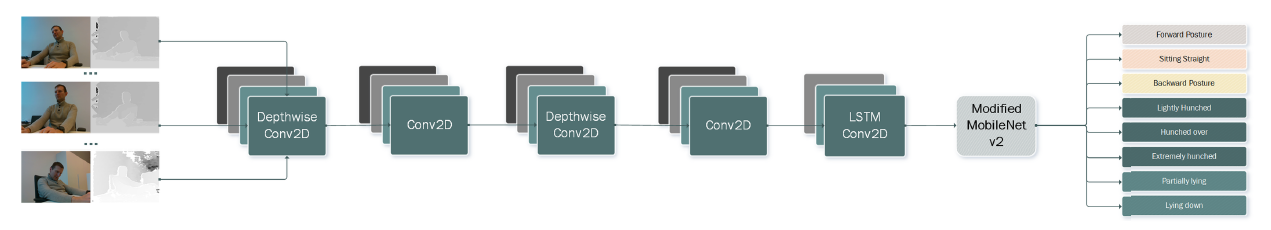 Depthwise
Conv2D
Conv2D
Depthwise
Conv2D
Conv2D
LSTM
Conv2D
Modified
MobileNet
v2
Forward Posture
Sitting Straight
Backward Posture
Lightly Hunched
Hunched over
Extremely hunched
Partially lying
Lying down